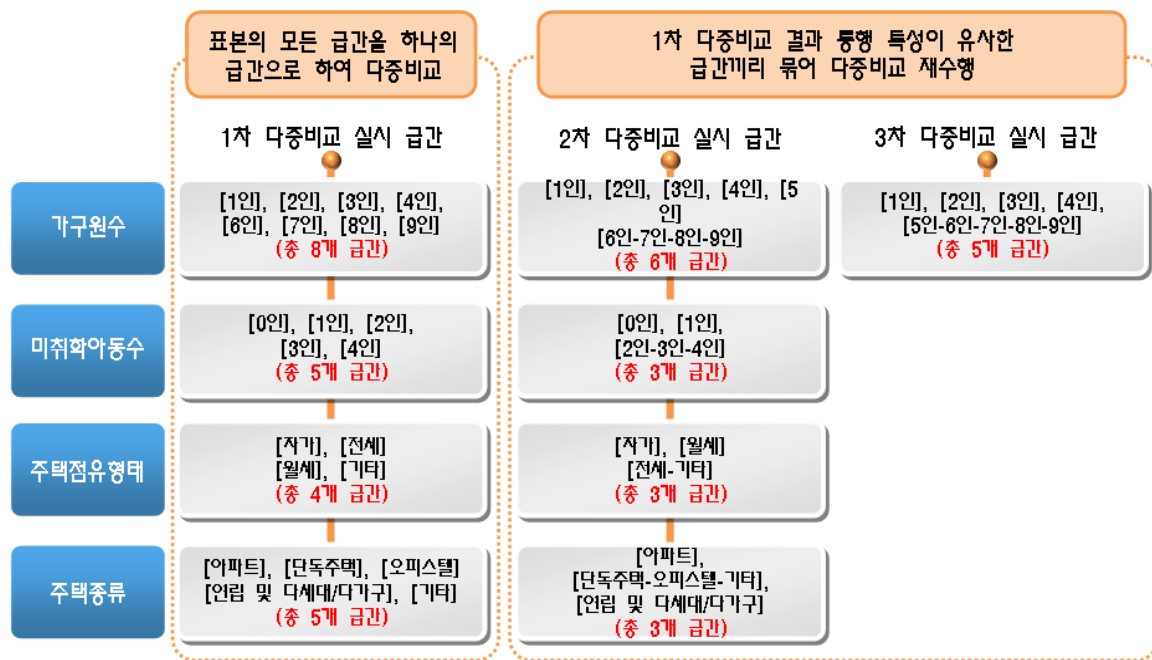 표본의 모든 급간을 하나의
급간으로 하여 다중비교
1차 다중비교 결과 통행 특성이 유사한
급간끼리 묶어 다중비교 재수행
1차 다중비교 실시 급간
2차 다중비교 실시 급간
3차 다중비교 실시 급간
가구원수
[1인], [2인], [3인], [4인],
[6인], [7인], [8인], [9인]
(총 8개 급간)
[1인], [2인], [3인], [4인], [5
인]
[6인-7인-8인-9인]
(총 6개 급간)
[1인], [2인], [3인], [4인],
[5인-6인-7인-8인-9인]
(총 5개 급간)
미취학아동수
[0인], [1인], [2인],
[3인], [4인]
(총 5개 급간)
[0인], [1인],
[2인-3인-4인]
(총 3개 급간)
주택점유형태
[자가], [전세]
[월세], [기타]
(총 4개 급간)
[자가], [월세]
[전세-기타]
(총 3개 급간)
주택종류
[아파트], [단독주택], [오피스텔]
[연립 및 다세대/다가구], [기타]
(총 5개 급간)
[아파트],
[단독주택-오피스텔-기타],
[연립 및 다세대/다가구]
(총 3개 급간)